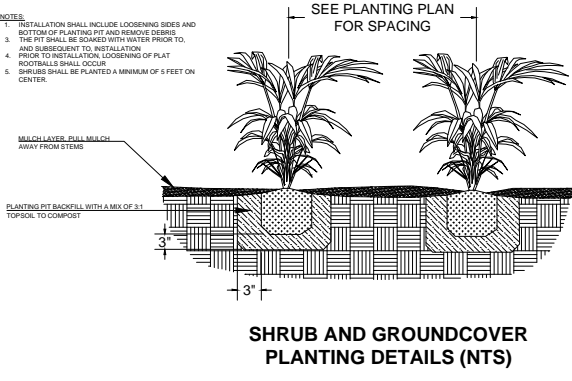 NOTES:
1. INSTALLATION SHALL INCLUDE LOOSENING SIDES AND
BOTTOM OF PLANTING PIT AND REMOVE DEBRIS
3. THE PIT SHALL BE SOAKED WITH WATER PRIOR TO,
AND SUBSEQUENT TO, INSTALLATION
4. PRIOR TO INSTALLATION, LOOSENING OF PLAT
ROOTBALLS SHALL OCCUR
5. SHRUBS SHALL BE PLANTED A MINIMUM OF 5 FEET ON
CENTER.
SEE PLANTING PLAN
FOR SPACING
MULCH LAYER, PULL MULCH
AWAY FROM STEMS
PLANTING PIT BACKFILL WITH A MIX OF 3:1
TOPSOIL TO COMPOST
3"
3"
SHRUB AND GROUNDCOVER
PLANTING DETAILS (NTS)